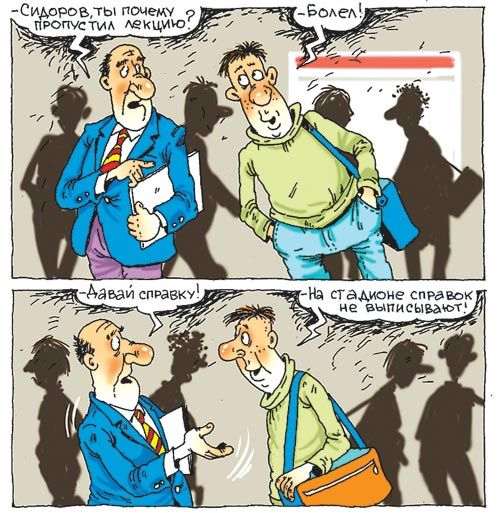 -Сидоров, ты почему
пропустил лекцию?
-Болел!
-Давай справку!
-На стадионе справок
не выписывают!